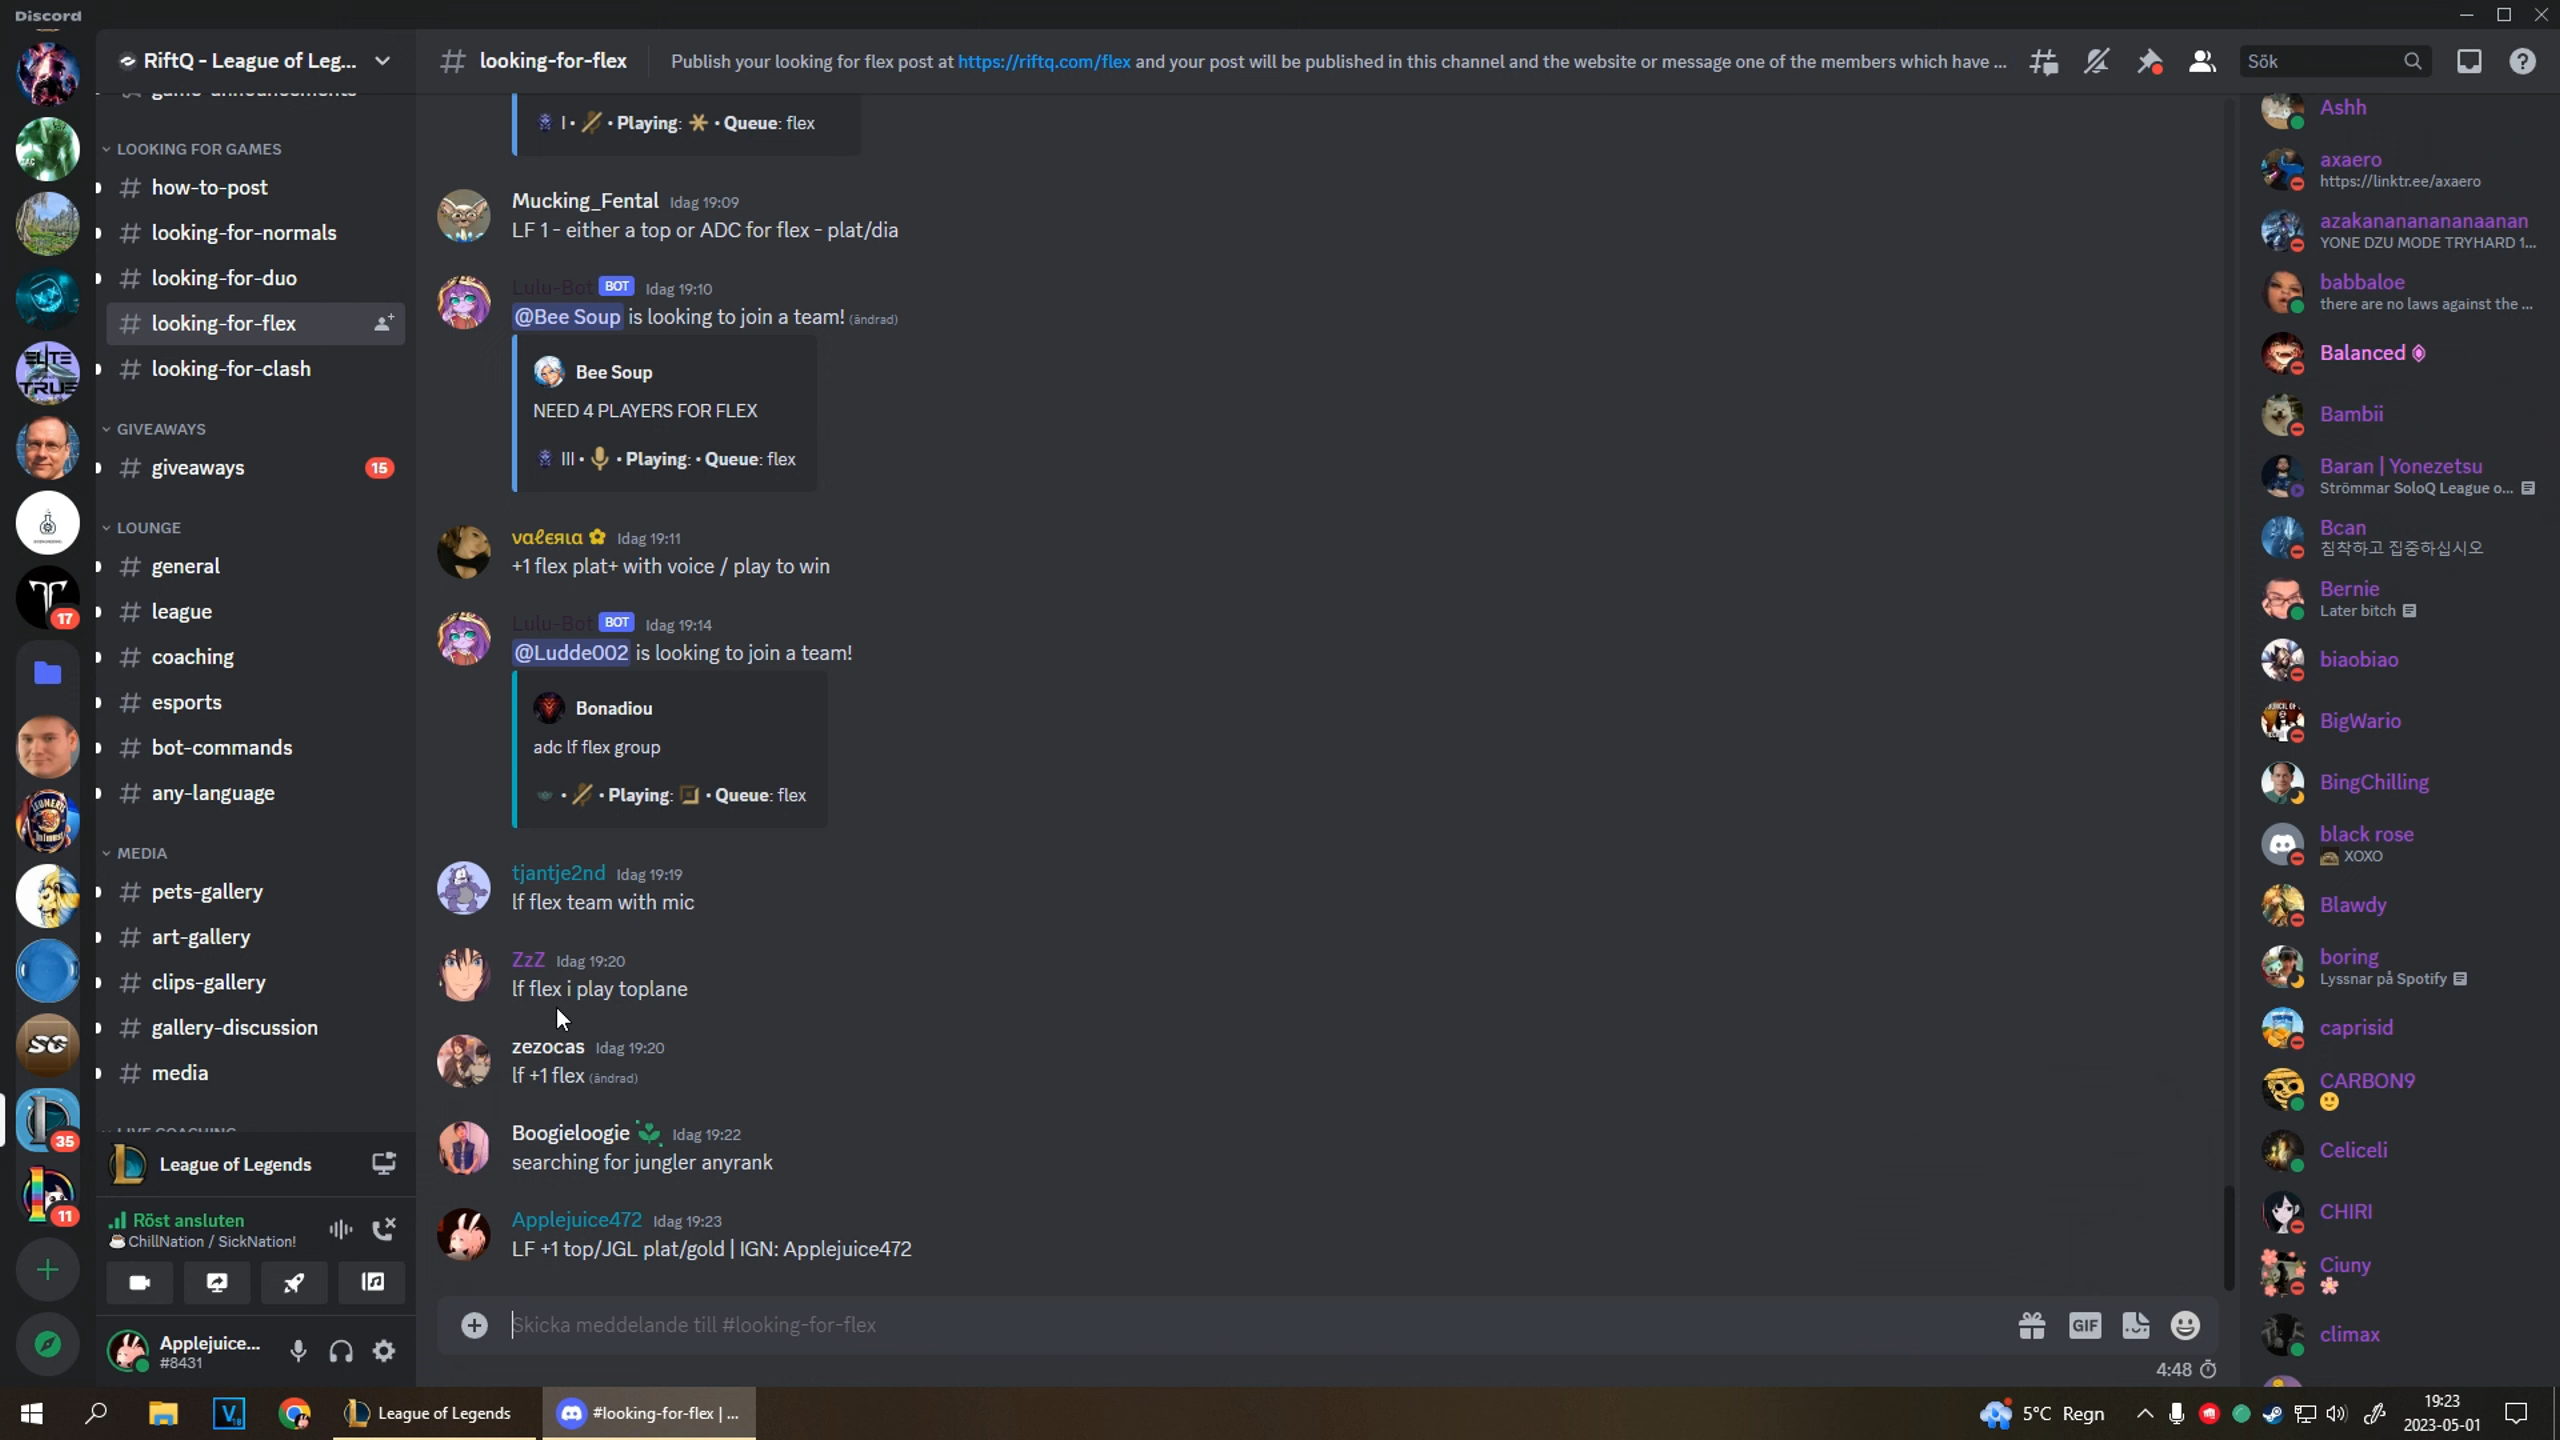 Discord
RiftQ - League of Leg...
game-announcements
LOOKING FOR GAMES
how-to-post
looking-for-normals
looking-for-duo
looking-for-flex
looking-for-clash
GIVEAWAYS
giveaways
15
LOUNGE
general
league
coaching
esports
bot-commands
any-language
MEDIA
pets-gallery
art-gallery
clips-gallery
gallery-discussion
media
LIVE COACHING
League of Legends
Röst ansluten
ChillNation / SickNation!
Applejuice...
#8431
17
35
11
ELITE
TRUE
SC
looking-for-flex
Publish your looking for flex post at https://riftq.com/flex and your post will be published in this channel and the website or message one of the members which have ...
Sök
I • • Playing: • Queue: flex
Mucking_Fental Idag 19:09
LF 1 - either a top or ADC for flex - plat/dia
Lulu-Bot BOT Idag 19:10
@Bee Soup is looking to join a team! (ändrad)
Bee Soup
NEED 4 PLAYERS FOR FLEX
III • • Playing: • Queue: flex
ναℓєяια Idag 19:11
+1 flex plat+ with voice / play to win
Lulu-Bot BOT Idag 19:14
@Ludde002 is looking to join a team!
Bonadiou
adc lf flex group
• • Playing: • Queue: flex
tjantje2nd Idag 19:19
lf flex team with mic
ZzZ Idag 19:20
lf flex i play toplane
zezocas Idag 19:20
lf +1 flex (ändrad)
Boogieloogie Idag 19:22
searching for jungler anyrank
Applejuice472 Idag 19:23
LF +1 top/JGL plat/gold | IGN: Applejuice472
Skicka meddelande till #looking-for-flex
GIF
4:48
Ashh
axaero
https://linktr.ee/axaero
azakananananaanan
YONE DZU MODE TRYHARD 1...
babbaloe
there are no laws against the ...
Balanced
Bambii
Baran | Yonezetsu
Strömmar SoloQ League o...
Bcan
침착하고 집중하십시오
Bernie
Later bitch
biaobiao
BigWario
BingChilling
black rose
XOXO
Blawdy
boring
Lyssnar på Spotify
caprisid
CARBON9
Celiceli
CHIRI
Ciuny
climax
League of Legends
#looking-for-flex | ...
5°C Regn
19:23
2023-05-01